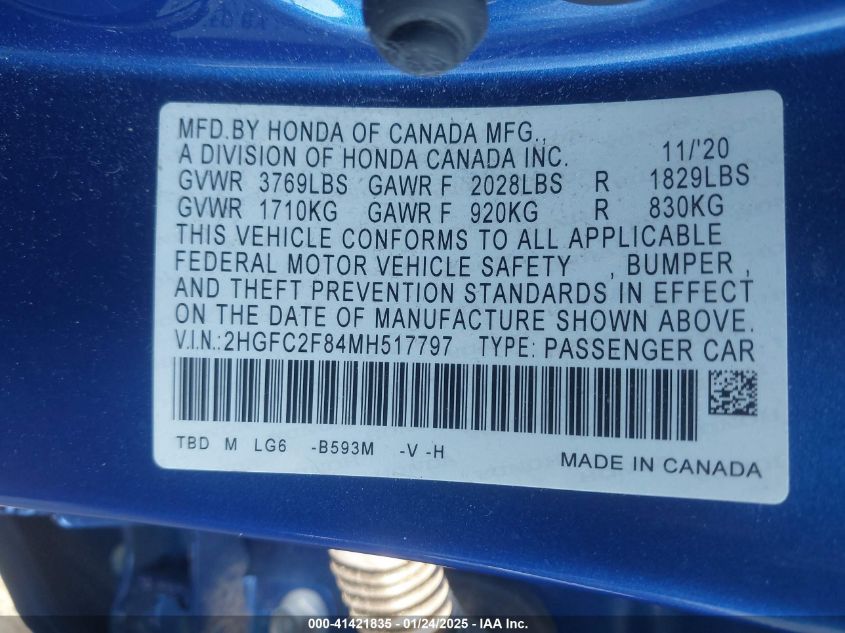 MFD.BY HONDA OF CANADA MFG.,
A DIVISION OF HONDA CANADA INC. 11/'20
GVWR 3769LBS GAWR F 2028LBS R 1829LBS
GVWR 1710KG GAWR F 920KG R 830KG
THIS VEHICLE CONFORMS TO ALL APPLICABLE
FEDERAL MOTOR VEHICLE SAFETY , BUMPER ,
AND THEFT PREVENTION STANDARDS IN EFFECT
ON THE DATE OF MANUFACTURE SHOWN ABOVE.
V.I.N.:2HGFC2F84MH517797 TYPE: PASSENGER CAR
TBD M LG6 -B593M -V -H
MADE IN CANADA
000-41421835 - 01/24/2025 - IAA Inc.